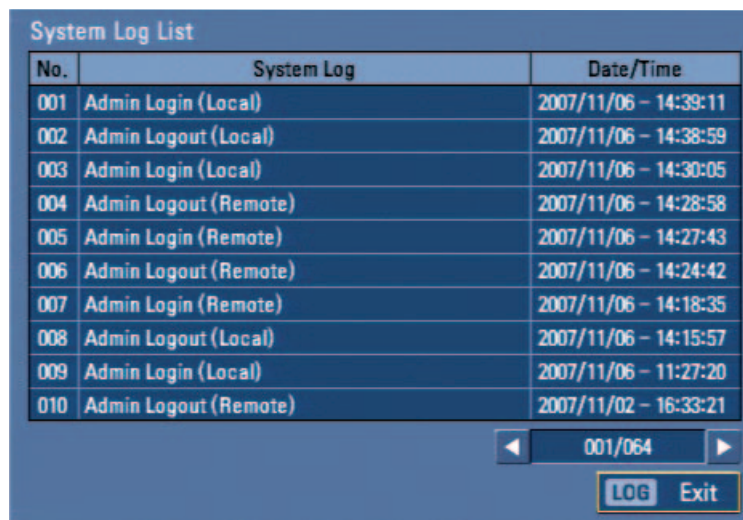 System Log List
No. System Log Date/Time
001 Admin Login (Local) 2007/11/06 - 14:39:11
002 Admin Logout (Local) 2007/11/06 - 14:38:59
003 Admin Login (Local) 2007/11/06 - 14:30:05
004 Admin Logout (Remote) 2007/11/06 - 14:28:58
005 Admin Login (Remote) 2007/11/06 - 14:27:43
006 Admin Logout (Remote) 2007/11/06 - 14:24:42
007 Admin Login (Remote) 2007/11/06 - 14:18:35
008 Admin Logout (Local) 2007/11/06 - 14:15:57
009 Admin Login (Local) 2007/11/06 - 11:27:20
010 Admin Logout (Remote) 2007/11/02 - 16:33:21
001/064
LOG Exit